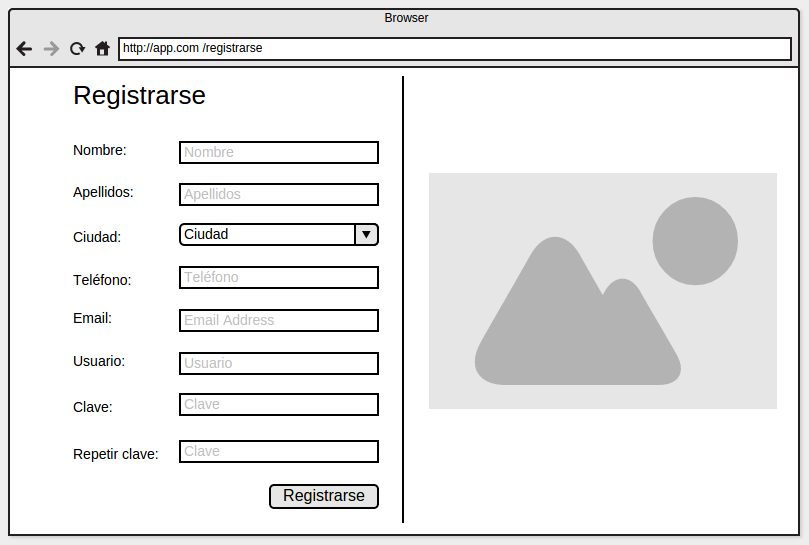 Browser
http://app.com /registrarse
Registrarse
Nombre: Nombre
Apellidos: Apellidos
Ciudad: Ciudad
Teléfono: Teléfono
Email: Email Address
Usuario: Usuario
Clave: Clave
Repetir clave: Clave
Registrarse